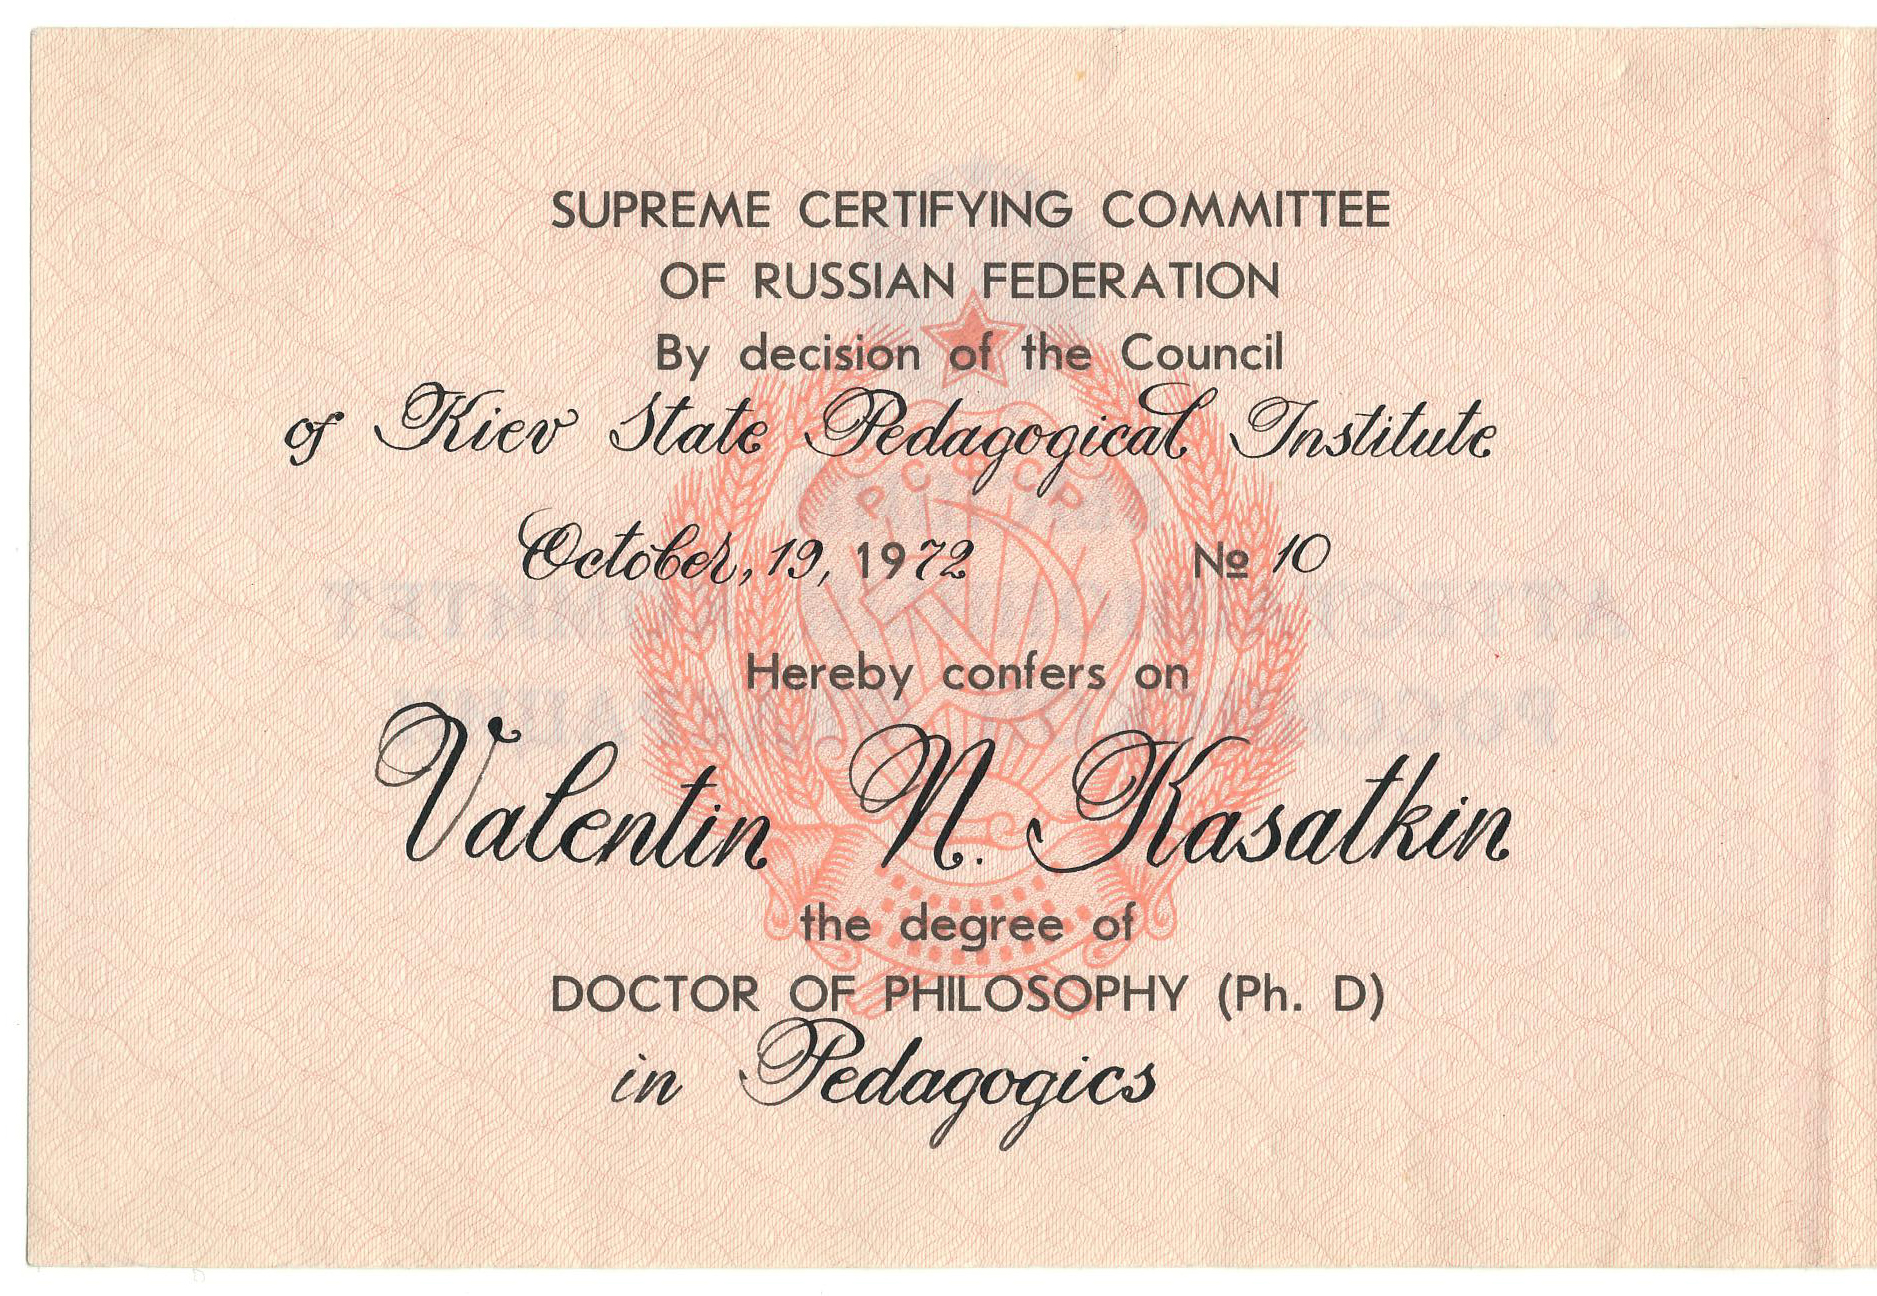 SUPREME CERTIFYING COMMITTEE
OF RUSSIAN FEDERATION
By decision of the Council
of Kiev State Pedagogical Institute
РСФСР
October, 19, 1972 № 10
Hereby confers on
Valentin N. Kasatkin
the degree of
DOCTOR OF PHILOSOPHY (Ph. D)
in Pedagogics